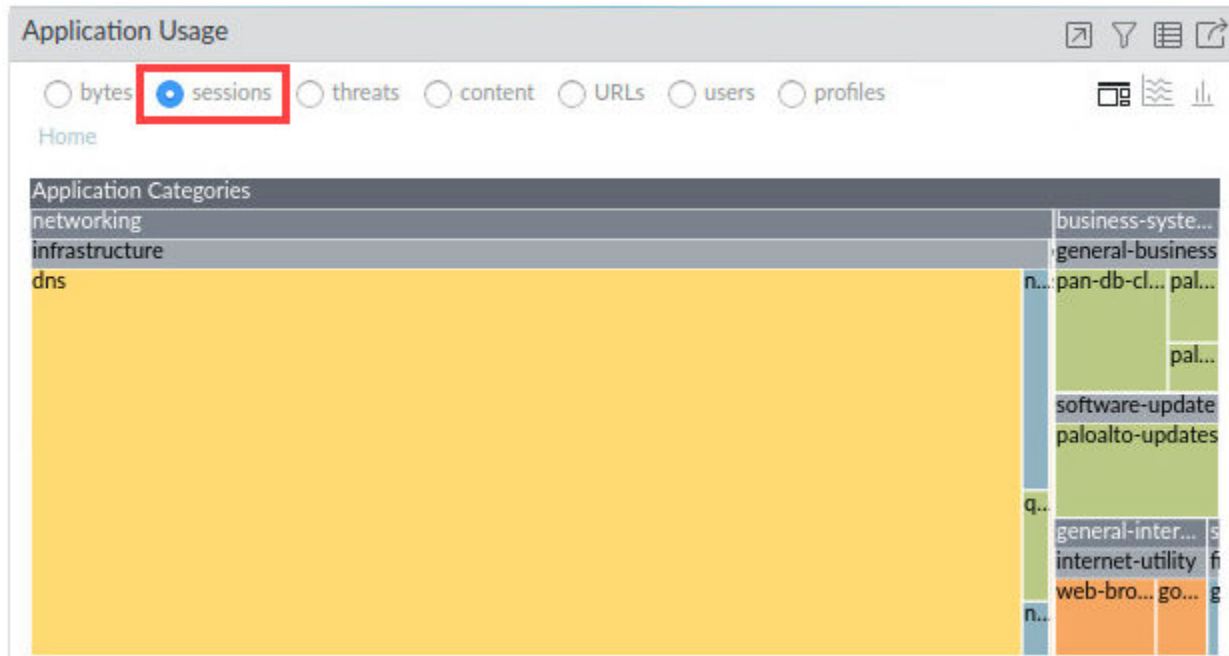 Application Usage
bytes sessions threats content URLs users profiles
Home
Application Categories
networking business-syste...
infrastructure general-business
dns n... pan-db-cl... pal...
pal...
software-update
paloalto-updates
q...
general-inter... s
internet-utility fi
web-bro... go... g
n...